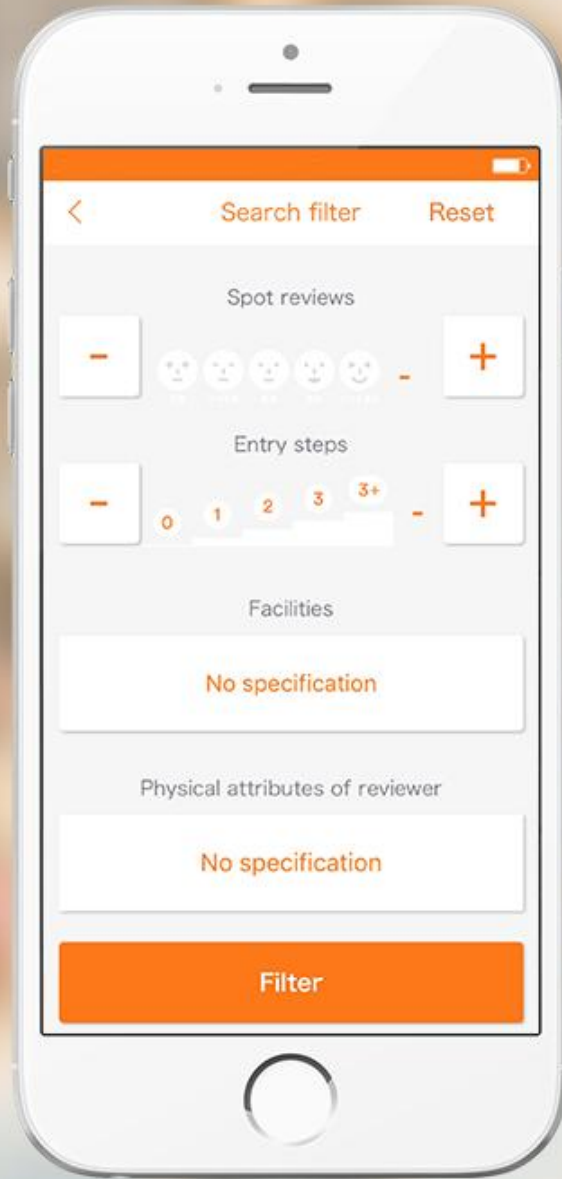 < Search filter Reset
Spot reviews
- - +
Entry steps
- 0 1 2 3 3+ - +
Facilities
No specification
Physical attributes of reviewer
No specification
Filter